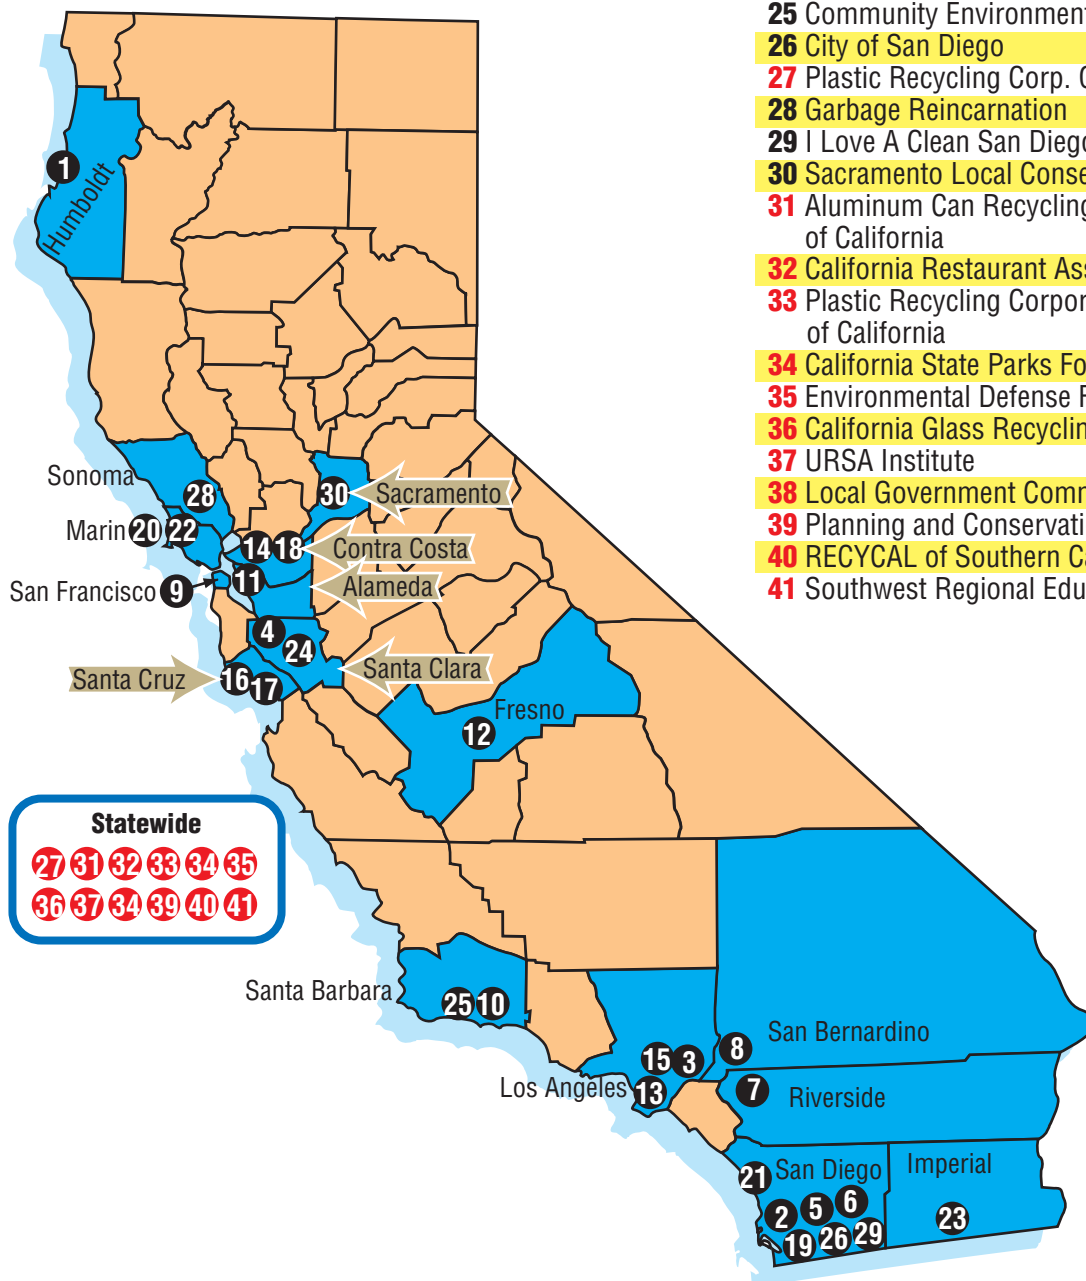 25 Community Environment
26 City of San Diego
27 Plastic Recycling Corp.
28 Garbage Reincarnation
29 I Love A Clean San Diego
30 Sacramento Local Conse
31 Aluminum Can Recycling
of California
32 California Restaurant Ass
33 Plastic Recycling Corpor
of California
34 California State Parks Fo
35 Environmental Defense F
36 California Glass Recyclin
37 URSA Institute
38 Local Government Comm
39 Planning and Conservati
40 RECYCAL of Southern Ca
41 Southwest Regional Edu
1
Humboldt
Sonoma
28
30
Sacramento
Marin 20 22
14 18
Contra Costa
San Francisco 9
11
Alameda
4
24
Santa Clara
Santa Cruz
16
17
Fresno
12
Statewide
27 31 32 33 34 35
36 37 34 39 40 41
Santa Barbara
25 10
San Bernardino
8
15 3
Los Angeles 13
7
Riverside
21
San Diego
Imperial
2 5 6
19 26 29
23